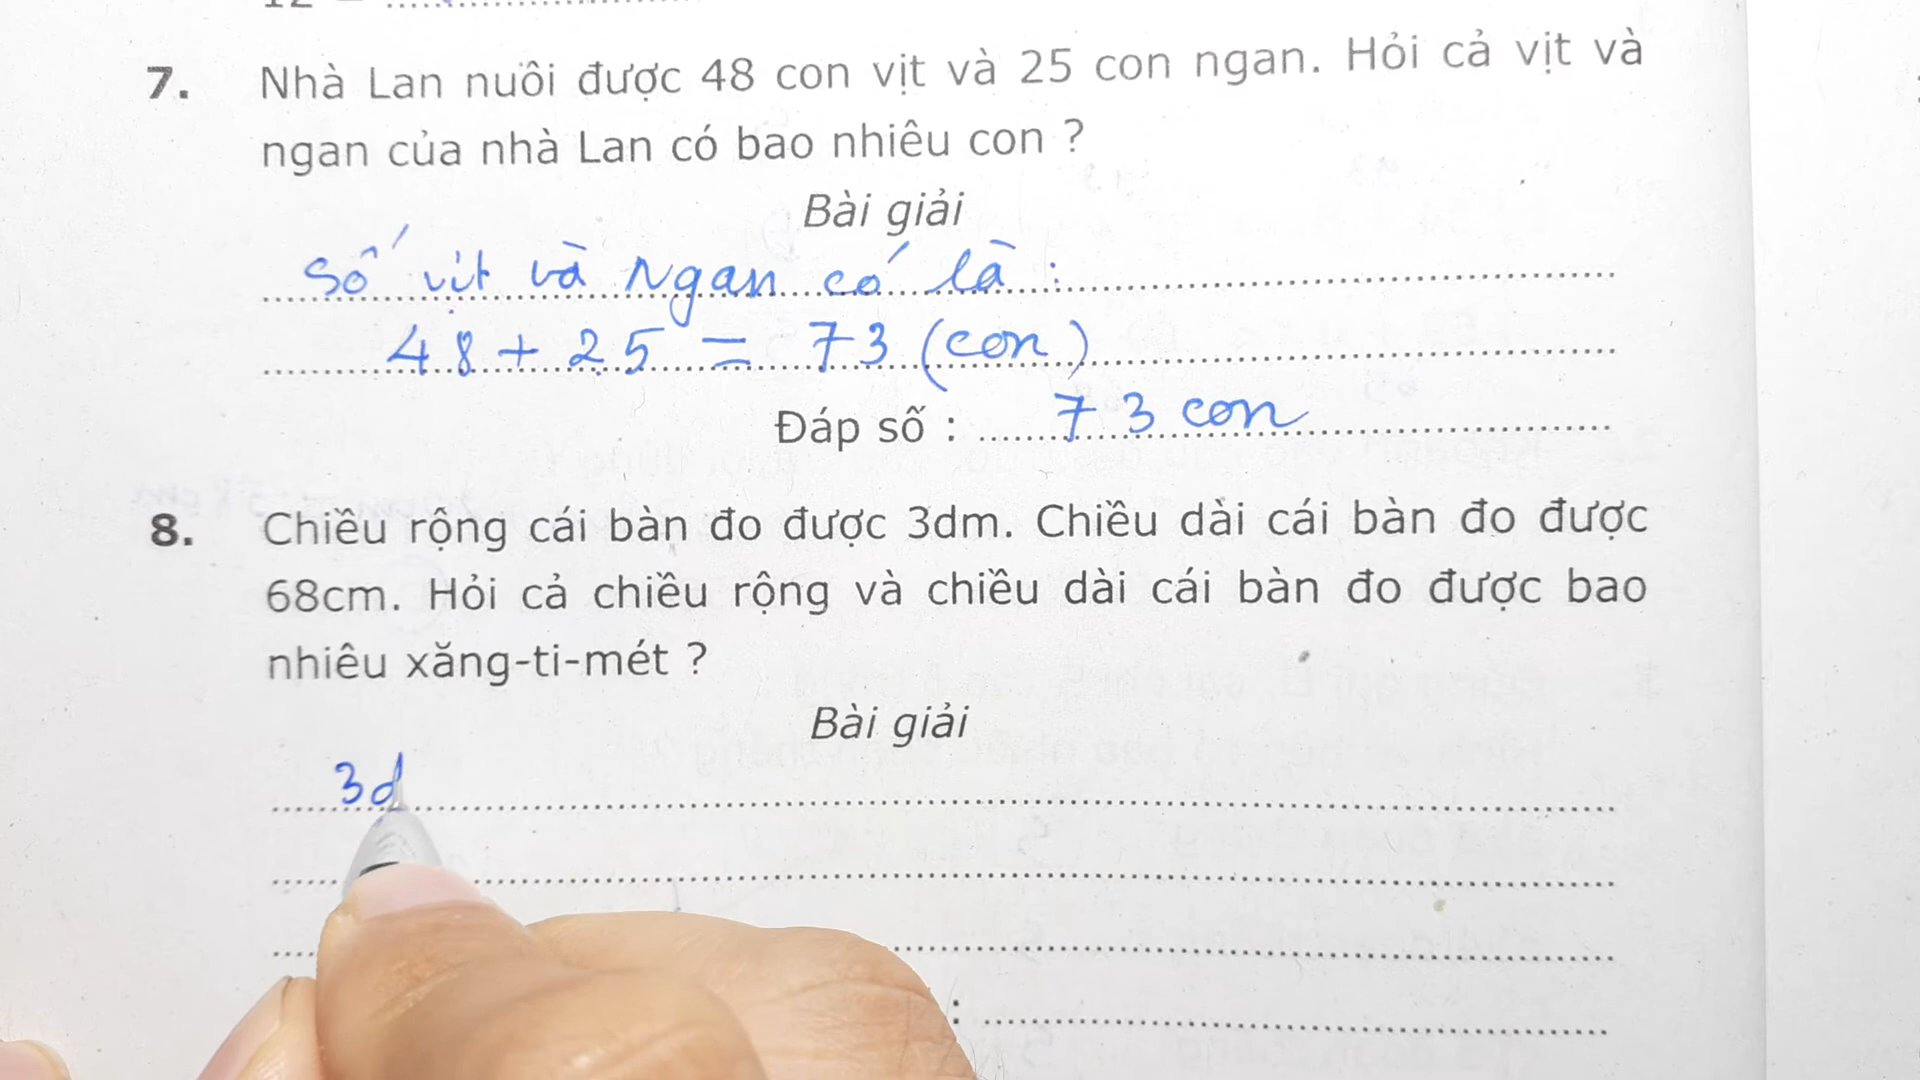 7. Nhà Lan nuôi được 48 con vịt và 25 con ngan. Hỏi cả vịt và
ngan của nhà Lan có bao nhiêu con ?
Bài giải
Số vịt và Ngan có là :
48 + 25 = 73 (con)
Đáp số : 73 con
8. Chiều rộng cái bàn đo được 3dm. Chiều dài cái bàn đo được
68cm. Hỏi cả chiều rộng và chiều dài cái bàn đo được bao
nhiêu xăng-ti-mét ?
Bài giải
3d
: